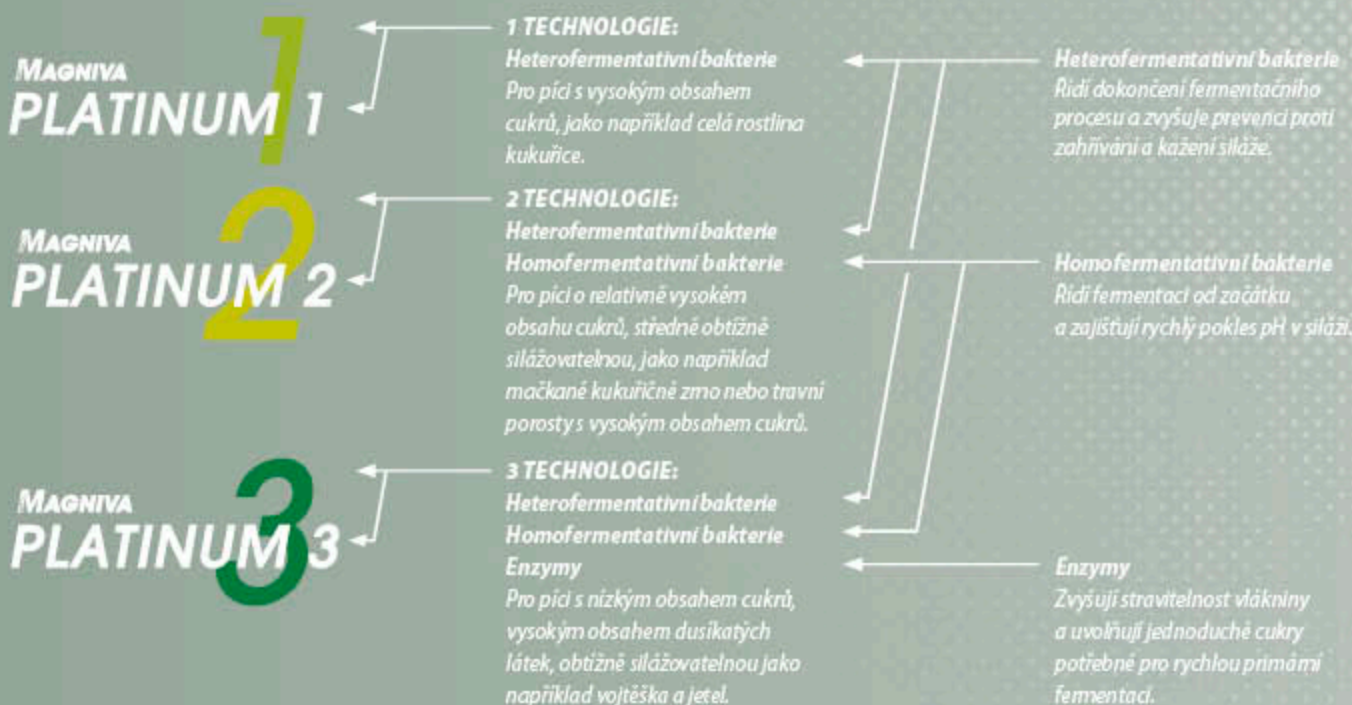 1
MAGNIVA
PLATINUM 1
1 TECHNOLOGIE:
Heterofermentativní bakterie
Pro píci s vysokým obsahem
cukrů, jako například celá rostlina
kukuřice.
2
MAGNIVA
PLATINUM 2
2 TECHNOLOGIE:
Heterofermentativní bakterie
Homofermentativní bakterie
Pro píci o relativně vysokém
obsahu cukrů, středně obtížně
silážovatelnou, jako například
mačkané kukuřičné zrno nebo travní
porosty s vysokým obsahem cukrů.
3
MAGNIVA
PLATINUM 3
3 TECHNOLOGIE:
Heterofermentativní bakterie
Homofermentativní bakterie
Enzymy
Pro píci s nízkým obsahem cukrů,
vysokým obsahem dusíkatých
látek, obtížně silážovatelnou jako
například vojtěška a jetel.
Heterofermentativní bakterie
Řídí dokončení fermentačního
procesu a zvyšuje prevenci proti
zahřívání a kažení siláže.
Homofermentativní bakterie
Řídí fermentaci od začátku
a zajišťují rychlý pokles pH v siláži.
Enzymy
Zvyšují stravitelnost vlákniny
a uvolňují jednoduché cukry
potřebné pro rychlou primární
fermentaci.